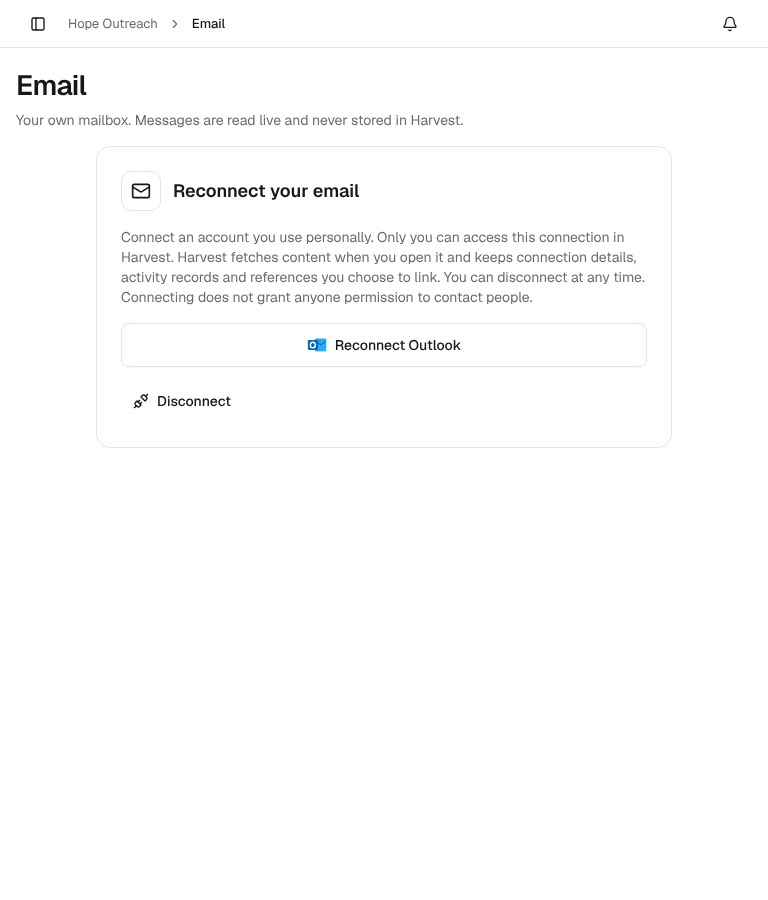 Hope Outreach > Email
Email
Your own mailbox. Messages are read live and never stored in Harvest.
Reconnect your email
Connect an account you use personally. Only you can access this connection in
Harvest. Harvest fetches content when you open it and keeps connection details,
activity records and references you choose to link. You can disconnect at any time.
Connecting does not grant anyone permission to contact people.
Reconnect Outlook
Disconnect